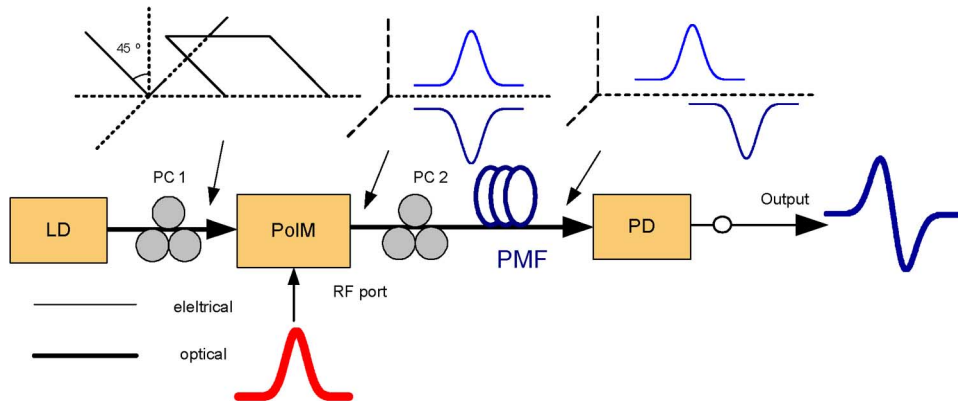 45 º
PC 1
PC 2
LD
PolM
PMF
PD
Output
RF port
eleltrical
optical